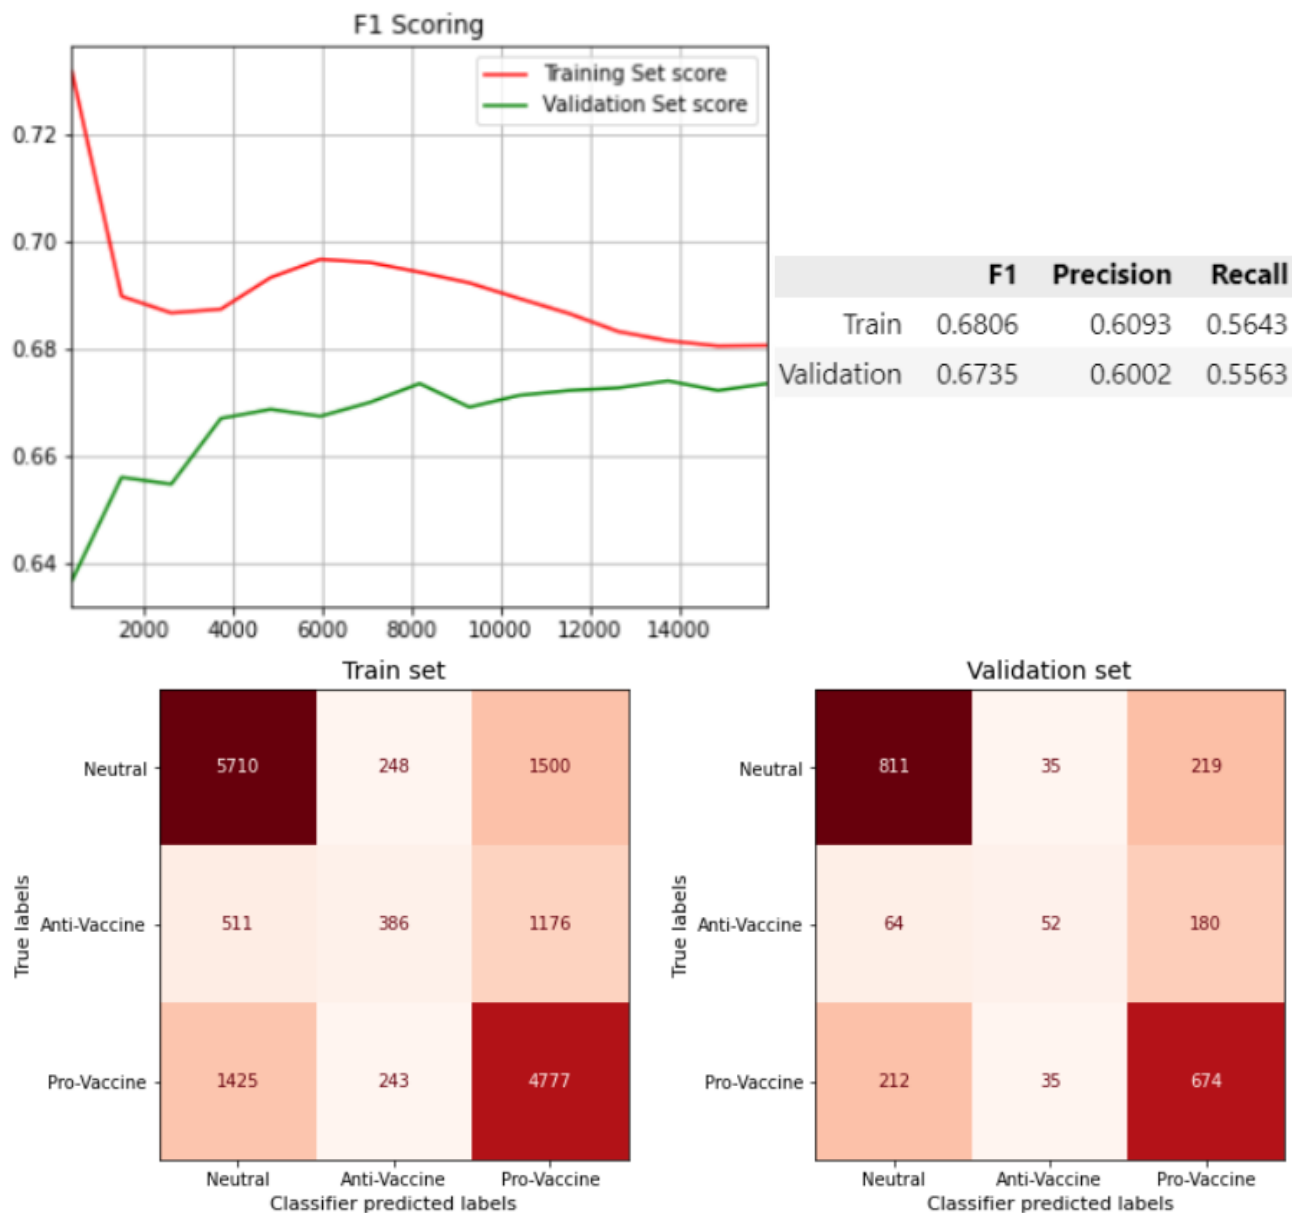 F1 Scoring
Training Set score
Validation Set score
0.72
0.70
0.68
0.66
0.64
2000 4000 6000 8000 10000 12000 14000
F1 Precision Recall
Train 0.6806 0.6093 0.5643
Validation 0.6735 0.6002 0.5563
Train set
True labels
Neutral 5710 248 1500
Anti-Vaccine 511 386 1176
Pro-Vaccine 1425 243 4777
Neutral Anti-Vaccine Pro-Vaccine
Classifier predicted labels
Validation set
True labels
Neutral 811 35 219
Anti-Vaccine 64 52 180
Pro-Vaccine 212 35 674
Neutral Anti-Vaccine Pro-Vaccine
Classifier predicted labels